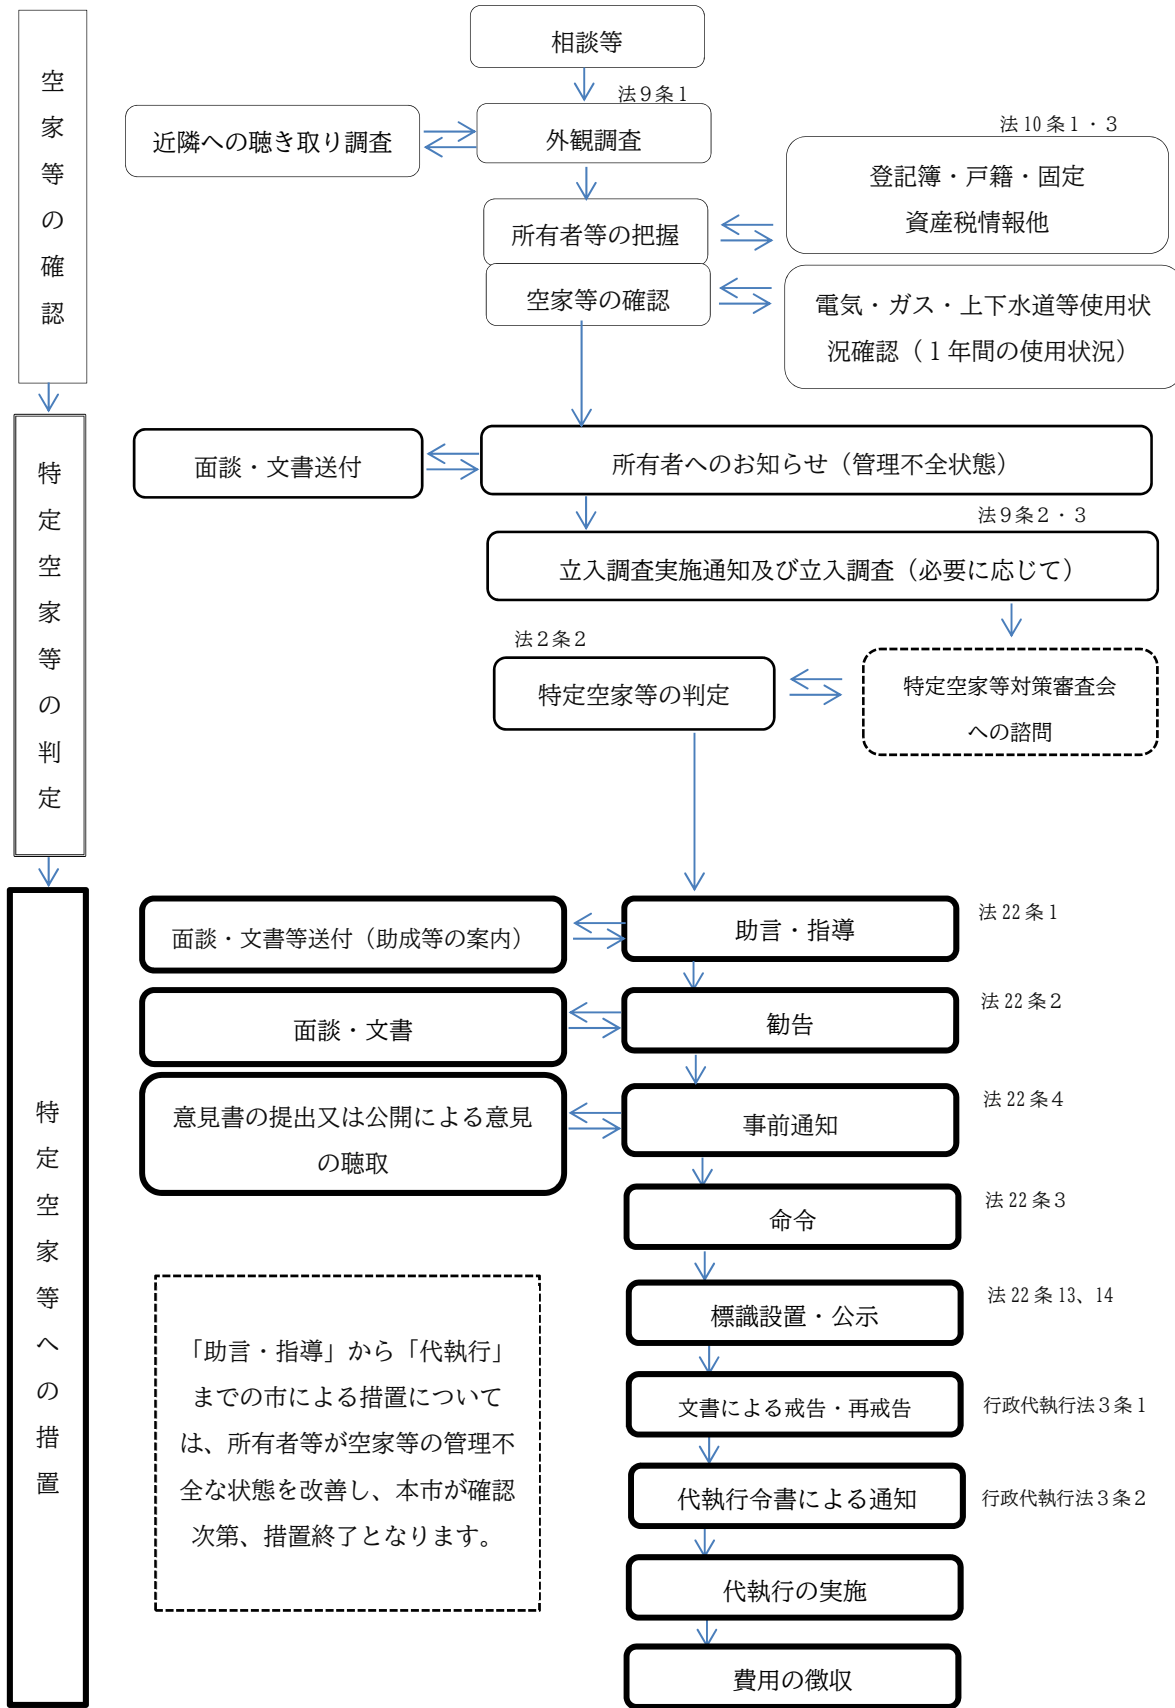 空家等の確認
相談等
法９条１
近隣への聴き取り調査
外観調査
法 10 条１・３
登記簿・戸籍・固定
資産税情報他
所有者等の把握
空家等の確認
電気・ガス・上下水道等使用状
況確認（１年間の使用状況）
特定空家等の判定
面談・文書送付
所有者へのお知らせ（管理不全状態）
法９条２・３
立入調査実施通知及び立入調査（必要に応じて）
法２条２
特定空家等の判定
特定空家等対策審査会
への諮問
特定空家等への措置
面談・文書等送付（助成等の案内）
助言・指導
法 22 条１
面談・文書
勧告
法 22 条２
意見書の提出又は公開による意見
の聴取
事前通知
法 22 条４
命令
法 22 条３
標識設置・公示
法 22 条 13、14
「助言・指導」から「代執行」
までの市による措置について
は、所有者等が空家等の管理不
全な状態を改善し、本市が確認
次第、措置終了となります。
文書による戒告・再戒告
行政代執行法３条１
代執行令書による通知
行政代執行法３条２
代執行の実施
費用の徴収